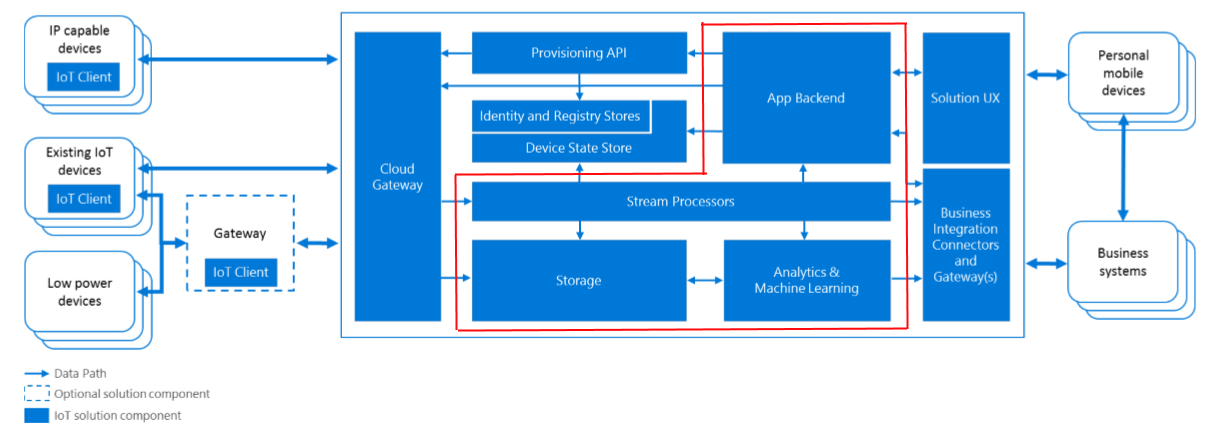 IP capable
devices
IoT Client
Existing IoT
devices
IoT Client
Low power
devices
Gateway
IoT Client
Cloud
Gateway
Provisioning API
Identity and Registry Stores
Device State Store
Stream Processors
Storage
App Backend
Analytics &
Machine Learning
Solution UX
Business
Integration
Connectors
and
Gateway(s)
Personal
mobile
devices
Business
systems
Data Path
Optional solution component
IoT solution component